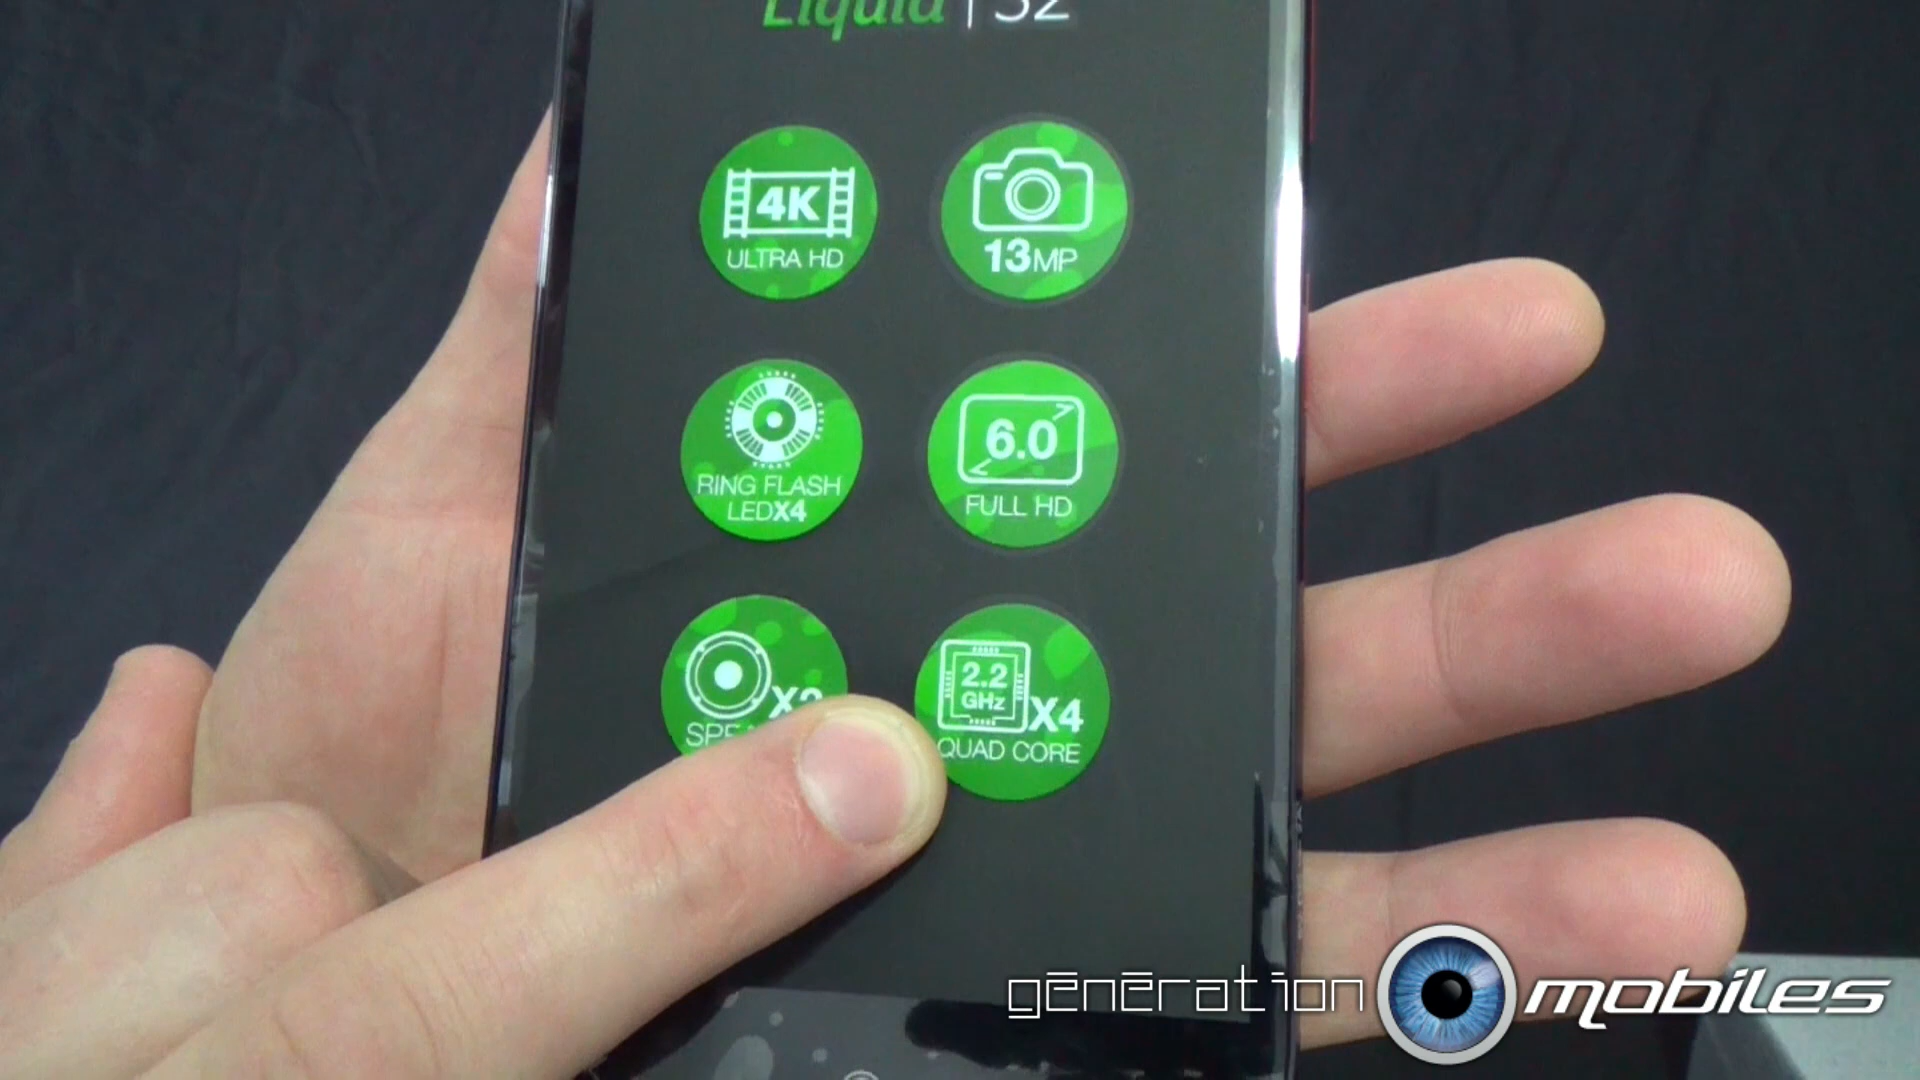 Liquid | S2
4K
ULTRA HD
13MP
RING FLASH
LEDX4
6.0
FULL HD
X2
2.2
GHz
X4
QUAD CORE
génération mobiles